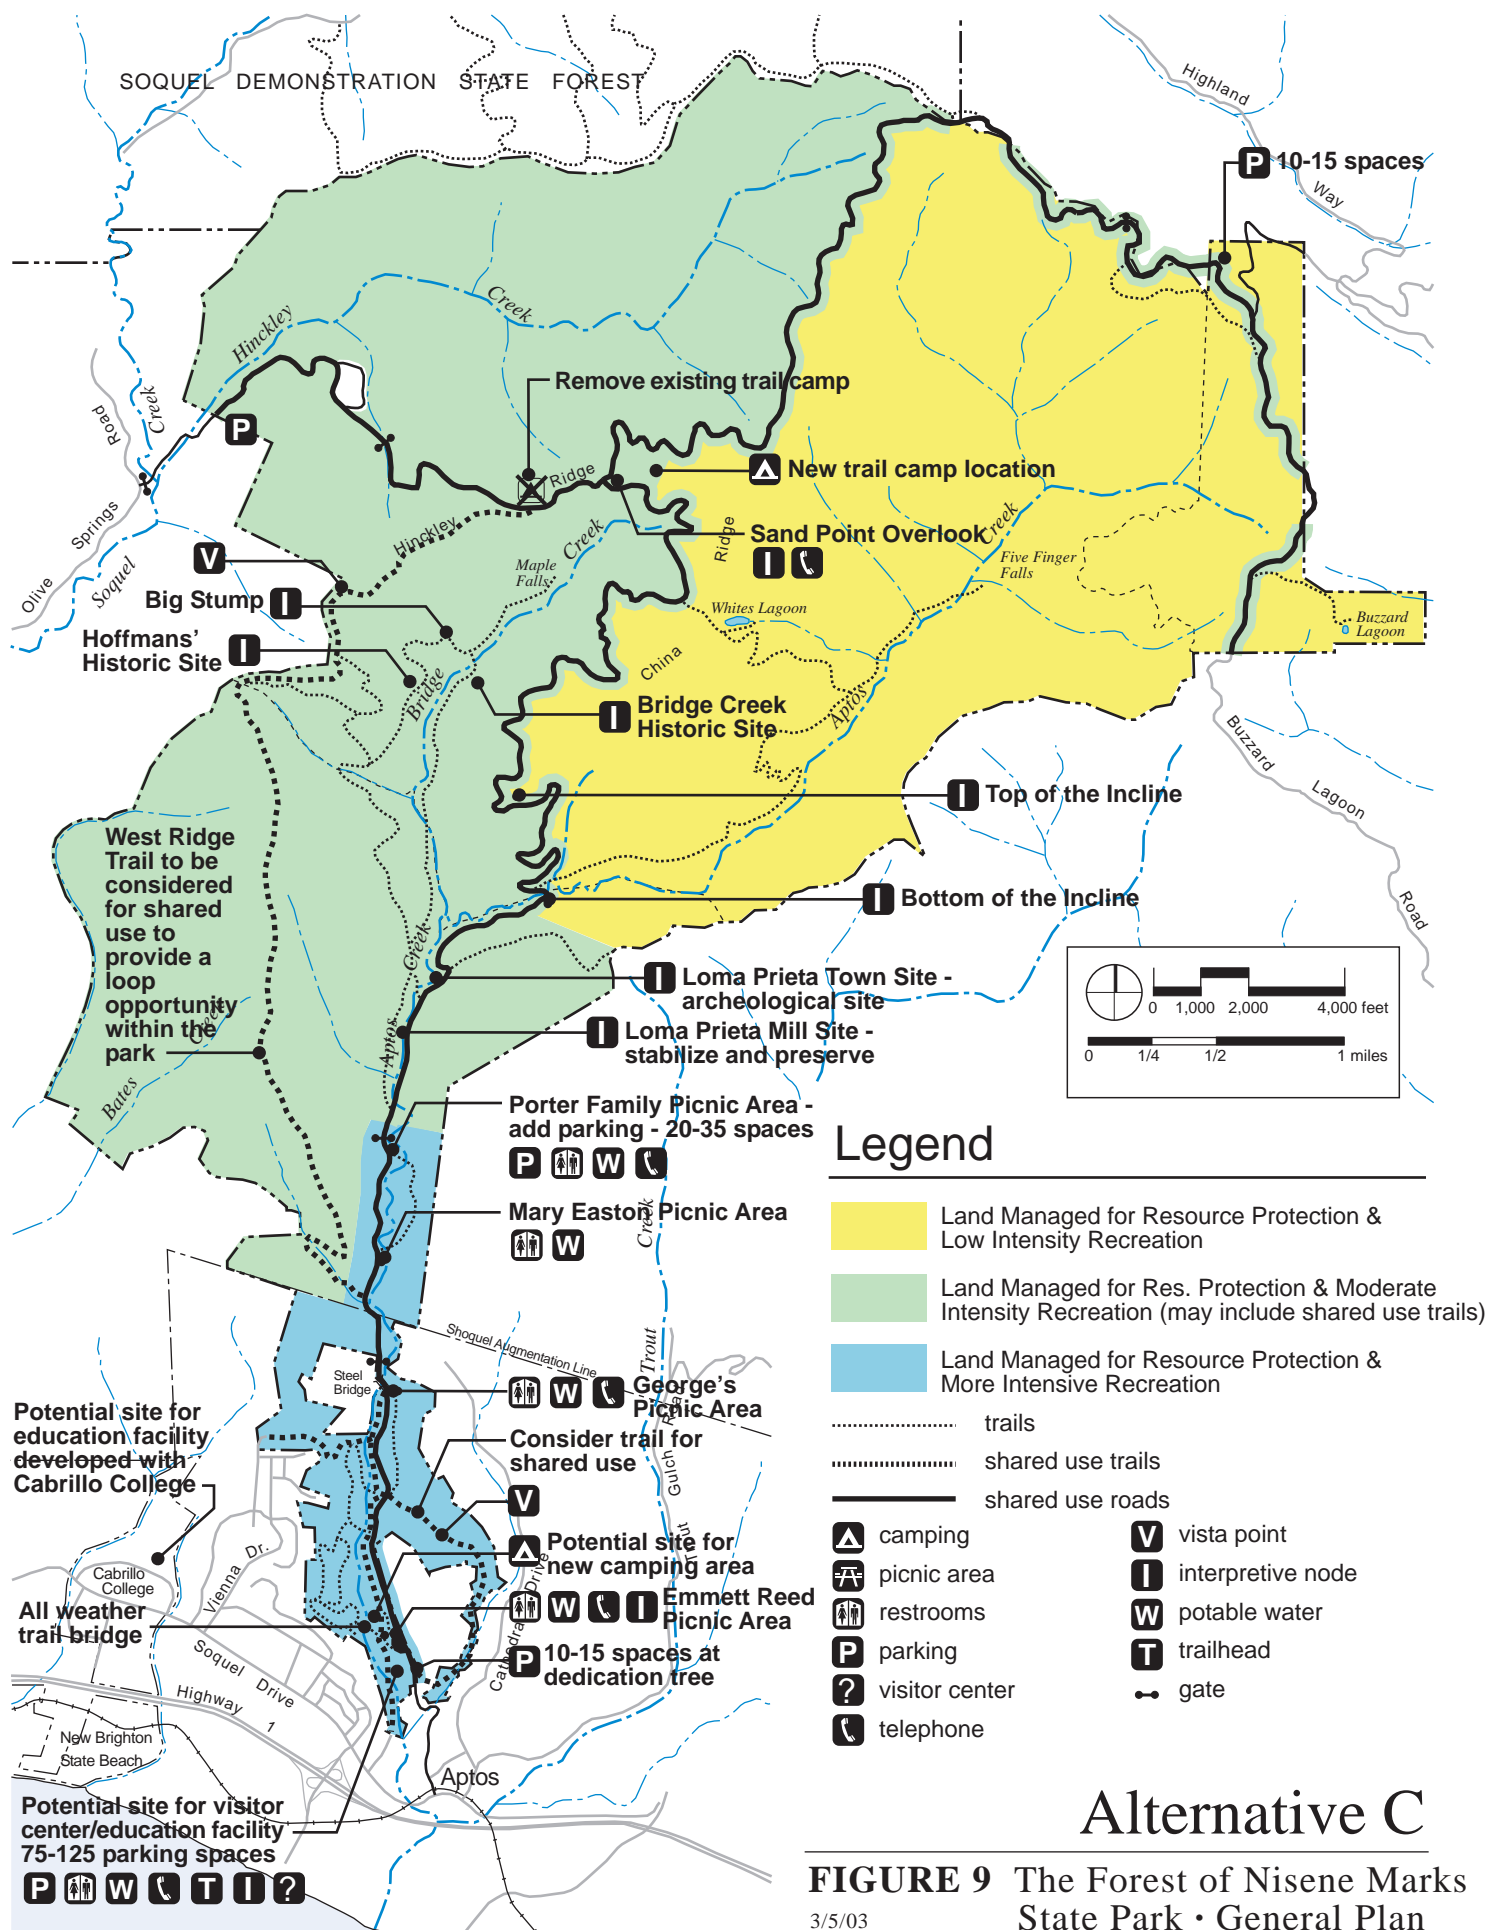 SOQUEL DEMONSTRATION STATE FOREST
Highland
Way
P 10-15 spaces
Hinckley
Creek
Remove existing trail camp
P
Road
Creek
Ridge
New trail camp location
Hinckley
Creek
Ridge
Sand Point Overlook
I
Creek
Springs
Olive
Soquel
V
Maple
Falls
Five Finger
Falls
Big Stump I
Whites Lagoon
Buzzard
Lagoon
Hoffmans'
Historic Site I
China
Bridge
Aptos
I Bridge Creek
Historic Site
Buzzard
Lagoon
Road
I Top of the Incline
West Ridge
Trail to be
considered
for shared
use to
provide a
loop
opportunity
within the
park
I Bottom of the Incline
Creek
Aptos
I Loma Prieta Town Site -
archeological site
I Loma Prieta Mill Site -
stabilize and preserve
0 1,000 2,000 4,000 feet
0 1/4 1/2 1 miles
Creek
Bates
Porter Family Picnic Area -
add parking - 20-35 spaces
P W
Mary Easton Picnic Area
W
Creek
Trout
Legend
Land Managed for Resource Protection &
Low Intensity Recreation
Land Managed for Res. Protection & Moderate
Intensity Recreation (may include shared use trails)
Land Managed for Resource Protection &
More Intensive Recreation
trails
shared use trails
shared use roads
camping
picnic area
restrooms
P parking
? visitor center
telephone
V vista point
I interpretive node
W potable water
T trailhead
gate
Shoquel Augmentation Line
Steel
Bridge
W George's
Picnic Area
Road
Gulch
Trout
Potential site for
education facility
developed with
Cabrillo College
Consider trail for
shared use
V
Potential site for
new camping area
W I Emmett Reed
Picnic Area
P 10-15 spaces at
dedication tree
Cathedral Drive
Cabrillo
College
Vienna Dr.
All weather
trail bridge
Soquel Drive
Highway 1
New Brighton
State Beach
Aptos
Potential site for visitor
center/education facility
75-125 parking spaces
P W T I ?
Alternative C
FIGURE 9 The Forest of Nisene Marks
State Park • General Plan
3/5/03